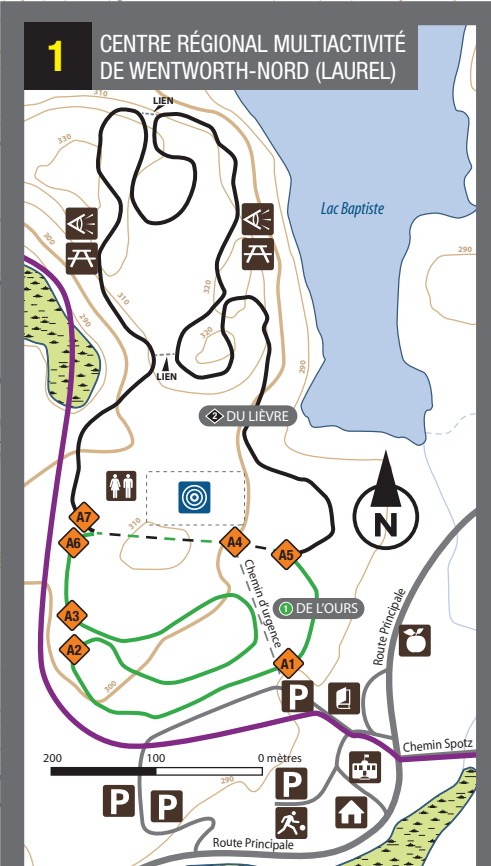 1
CENTRE RÉGIONAL MULTIACTIVITÉ
DE WENTWORTH-NORD (LAUREL)
310
LIEN
330
Lac Baptiste
300
290
310
320
290
320
290
LIEN
2 DU LIÈVRE
A7
A6
310
A4
A5
N
Chemin d'urgence
1 DE L'OURS
A3
A2
A1
300
Route Principale
P
Chemin Spotz
200
100
0 mètres
290
P
P
P
Route Principale